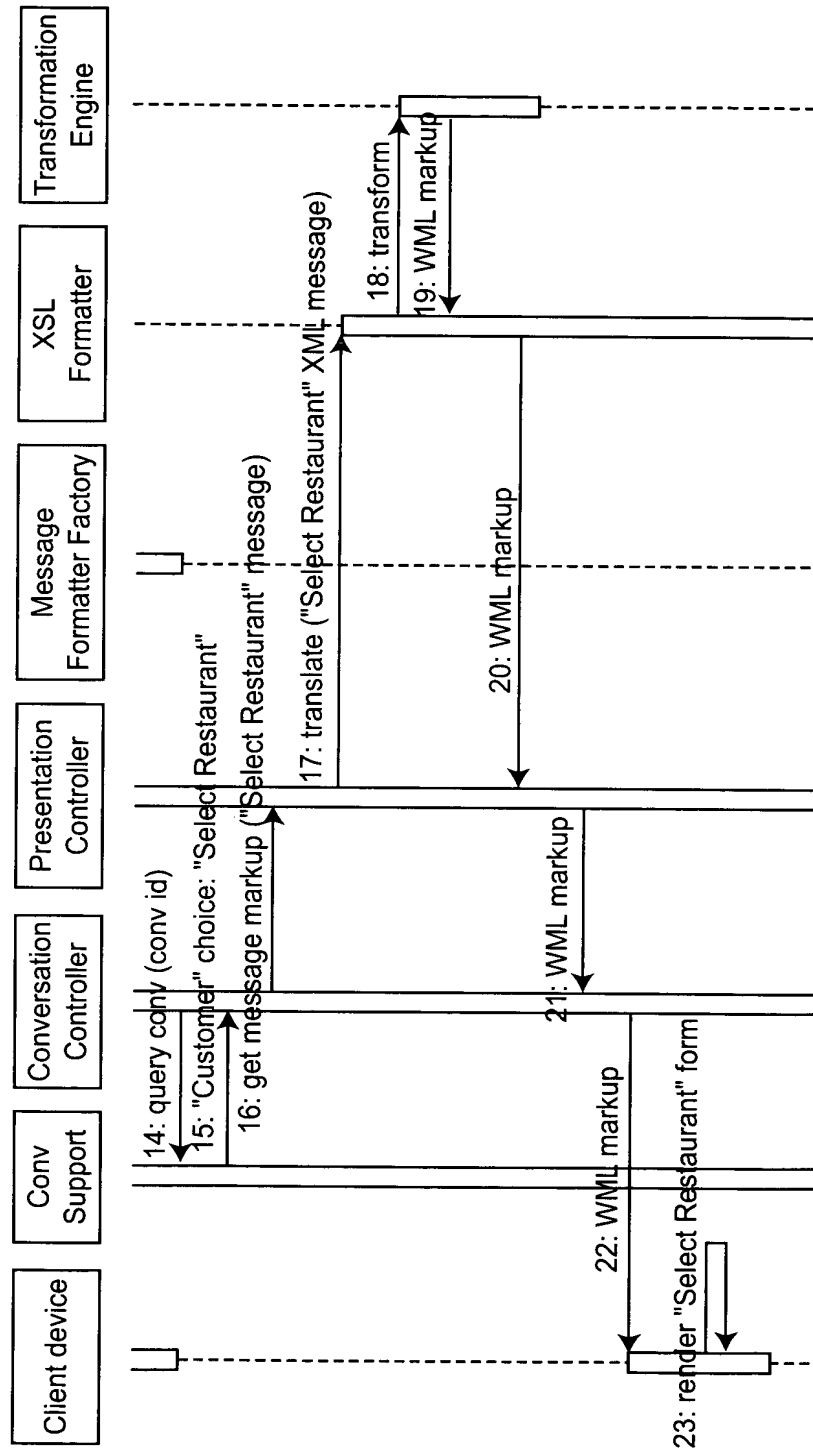 Client device
Conv
Support
Conversation
Controller
Presentation
Controller
Message
Formatter Factory
XSL
Formatter
Transformation
Engine
14: query conv (conv id)
15: "Customer" choice: "Select Restaurant"
16: get message markup ("Select Restaurant" message)
17: translate ("Select Restaurant" XML message)
18: transform
19: WML markup
20: WML markup
21: WML markup
22: WML markup
23: render "Select Restaurant" form